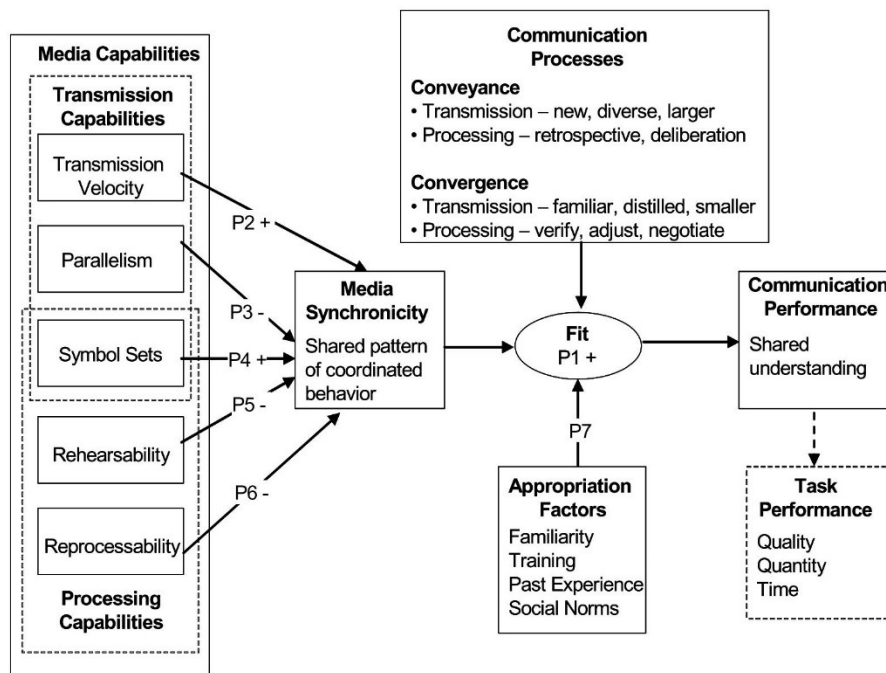 Media Capabilities
Transmission
Capabilities
Transmission
Velocity
Parallelism
Symbol Sets
Rehearsability
Reprocessability
Processing
Capabilities
P2 +
P3 -
P4 +
P5 -
P6 -
Media
Synchronicity
Shared pattern
of coordinated
behavior
Communication
Processes
Conveyance
• Transmission – new, diverse, larger
• Processing – retrospective, deliberation
Convergence
• Transmission – familiar, distilled, smaller
• Processing – verify, adjust, negotiate
Fit
P1 +
P7
Appropriation
Factors
Familiarity
Training
Past Experience
Social Norms
Communication
Performance
Shared
understanding
Task
Performance
Quality
Quantity
Time